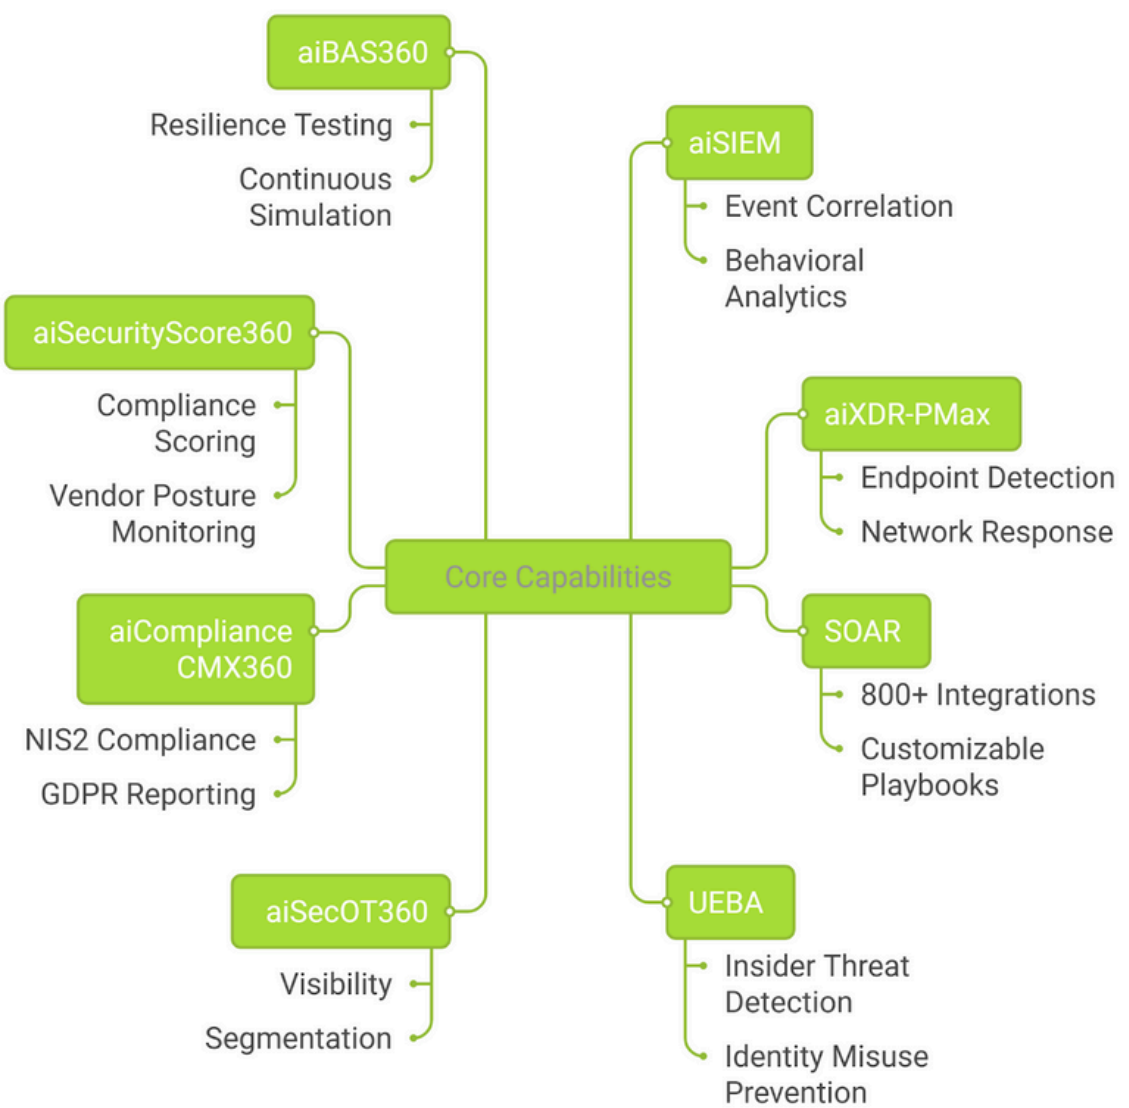 aiBAS360
Resilience Testing
Continuous
Simulation
aiSecurityScore360
Compliance
Scoring
Vendor Posture
Monitoring
aiCompliance
CMX360
NIS2 Compliance
GDPR Reporting
aiSecOT360
Visibility
Segmentation
Core Capabilities
aiSIEM
Event Correlation
Behavioral
Analytics
aiXDR-PMax
Endpoint Detection
Network Response
SOAR
800+ Integrations
Customizable
Playbooks
UEBA
Insider Threat
Detection
Identity Misuse
Prevention